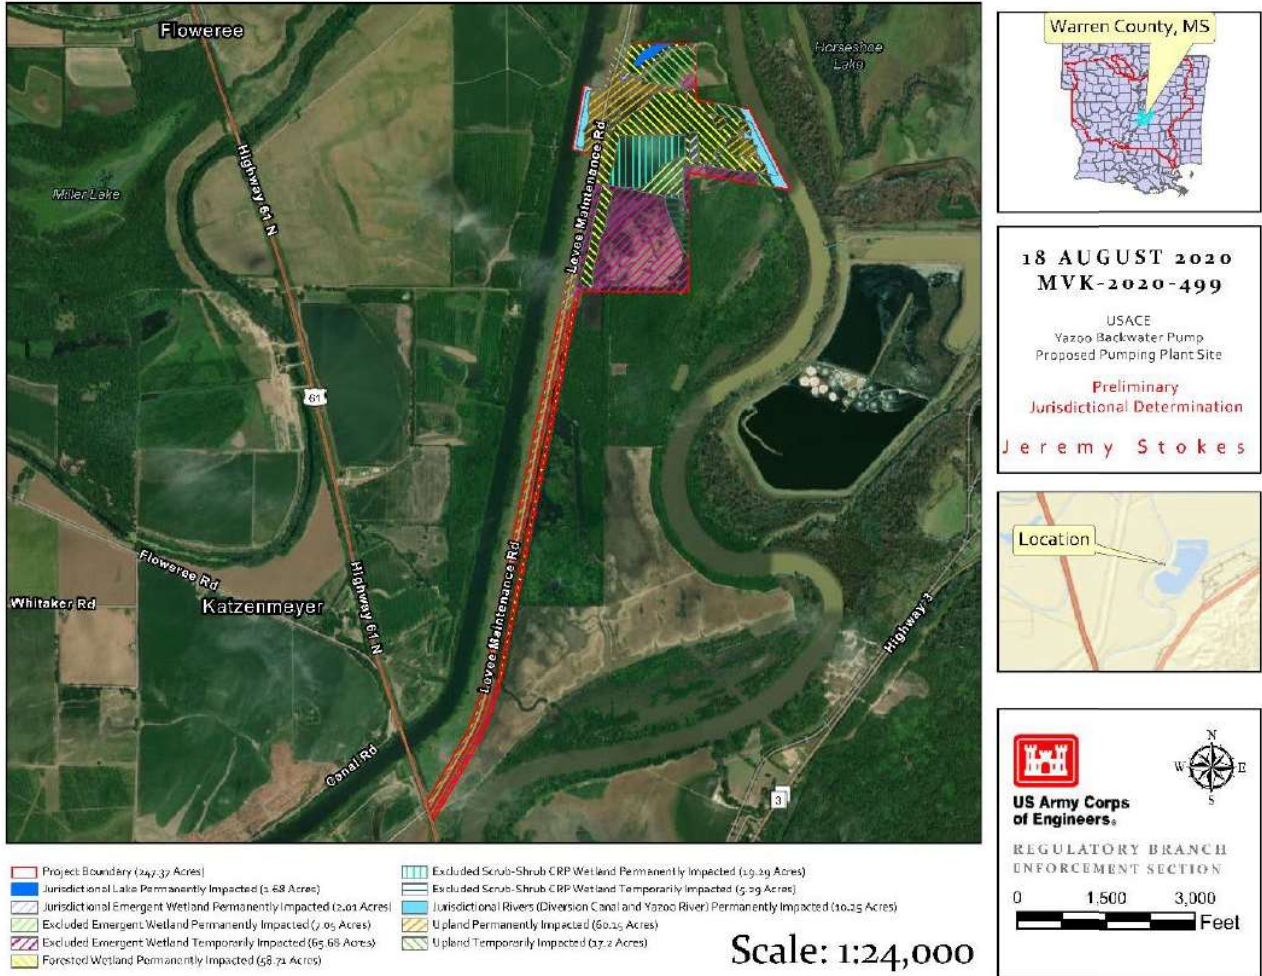 Floweree
Horseshoe
Lake
Miller Lake
Highway 61 N
Levee Maintenance Rd
61
Floweree Rd
Whitaker Rd
Katzenmeyer
Highway 61 N
Levee Maintenance Rd
Canal Rd
Highway 3
3
Warren County, MS
18 AUGUST 2020
MVK-2020-499
USACE
Yazoo Backwater Pump
Proposed Pumping Plant Site
Preliminary
Jurisdictional Determination
Jeremy Stokes
Location
N
W
E
S
US Army Corps
of Engineers®
REGULATORY BRANCH
ENFORCEMENT SECTION
0 1,500 3,000
Feet
Project Boundary (247.37 Acres)
Jurisdictional Lake Permanently Impacted (1.68 Acres)
Jurisdictional Emergent Wetland Permanently Impacted (2.01 Acres)
Excluded Emergent Wetland Permanently Impacted (7.05 Acres)
Excluded Emergent Wetland Temporarily Impacted (65.68 Acres)
Forested Wetland Permanently Impacted (58.71 Acres)
Excluded Scrub-Shrub CRP Wetland Permanently Impacted (19.29 Acres)
Excluded Scrub-Shrub CRP Wetland Temporarily Impacted (5.29 Acres)
Jurisdictional Rivers (Diversion Canal and Yazoo River) Permanently Impacted (10.25 Acres)
Upland Permanently Impacted (60.15 Acres)
Upland Temporarily Impacted (17.2 Acres)
Scale: 1:24,000